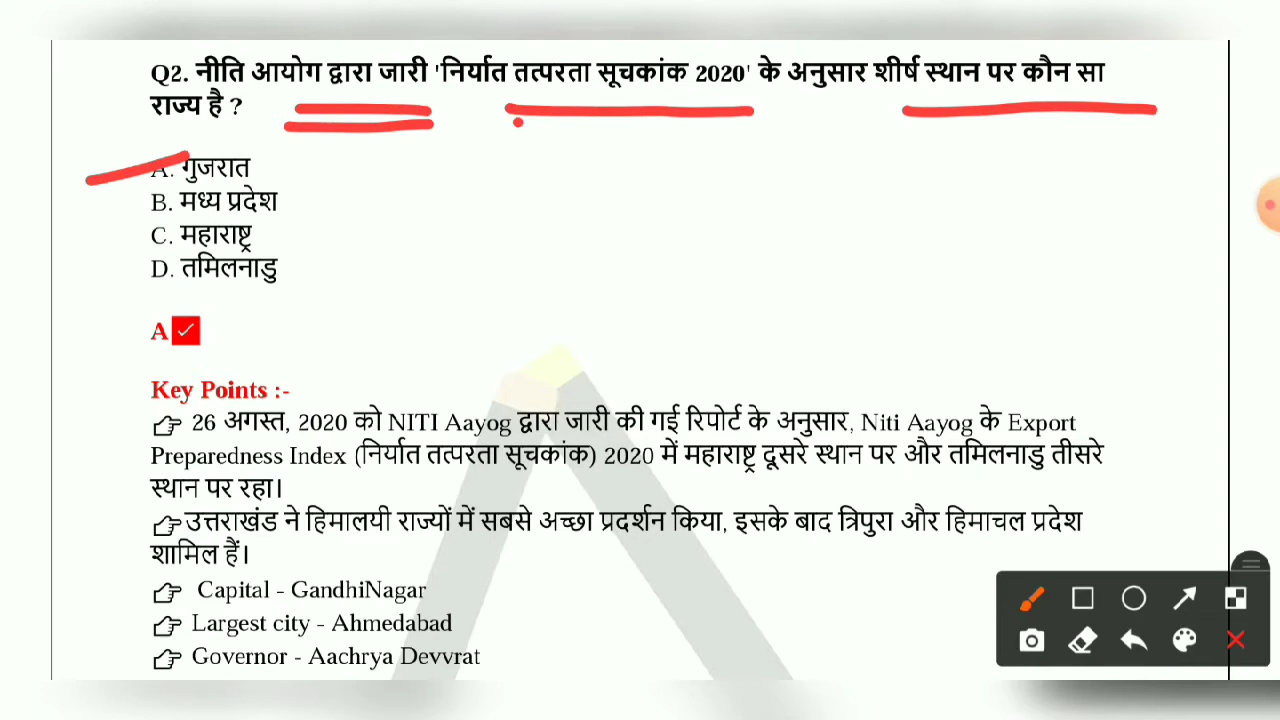 Q2. नीति आयोग द्वारा जारी 'निर्यात तत्परता सूचकांक 2020' के अनुसार शीर्ष स्थान पर कौन सा
राज्य है ?
A. गुजरात
B. मध्य प्रदेश
C. महाराष्ट्र
D. तमिलनाडु
A
Key Points :-
26 अगस्त, 2020 को NITI Aayog द्वारा जारी की गई रिपोर्ट के अनुसार, Niti Aayog के Export
Preparedness Index (निर्यात तत्परता सूचकांक) 2020 में महाराष्ट्र दूसरे स्थान पर और तमिलनाडु तीसरे
स्थान पर रहा।
उत्तराखंड ने हिमालयी राज्यों में सबसे अच्छा प्रदर्शन किया, इसके बाद त्रिपुरा और हिमाचल प्रदेश
शामिल हैं।
Capital - GandhiNagar
Largest city - Ahmedabad
Governor - Aachrya Devvrat